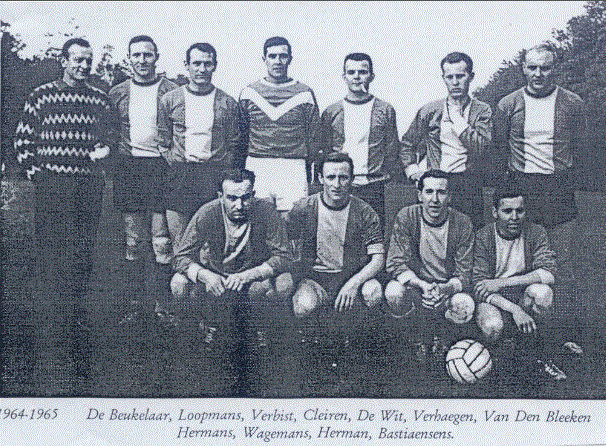 1964-1965 De Beukelaar, Loopmans, Verbist, Cleiren, De Wit, Verhaegen, Van Den Bleeken
Hermans, Wagemans, Herman, Bastiaensens.